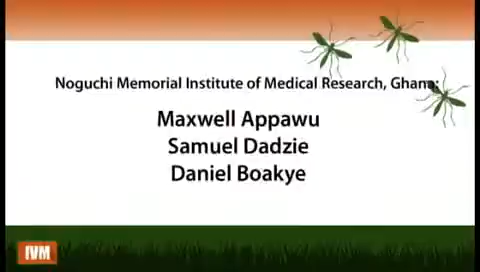 Noguchi Memorial Institute of Medical Research, Ghana:
Maxwell Appawu
Samuel Dadzie
Daniel Boakye
IVM